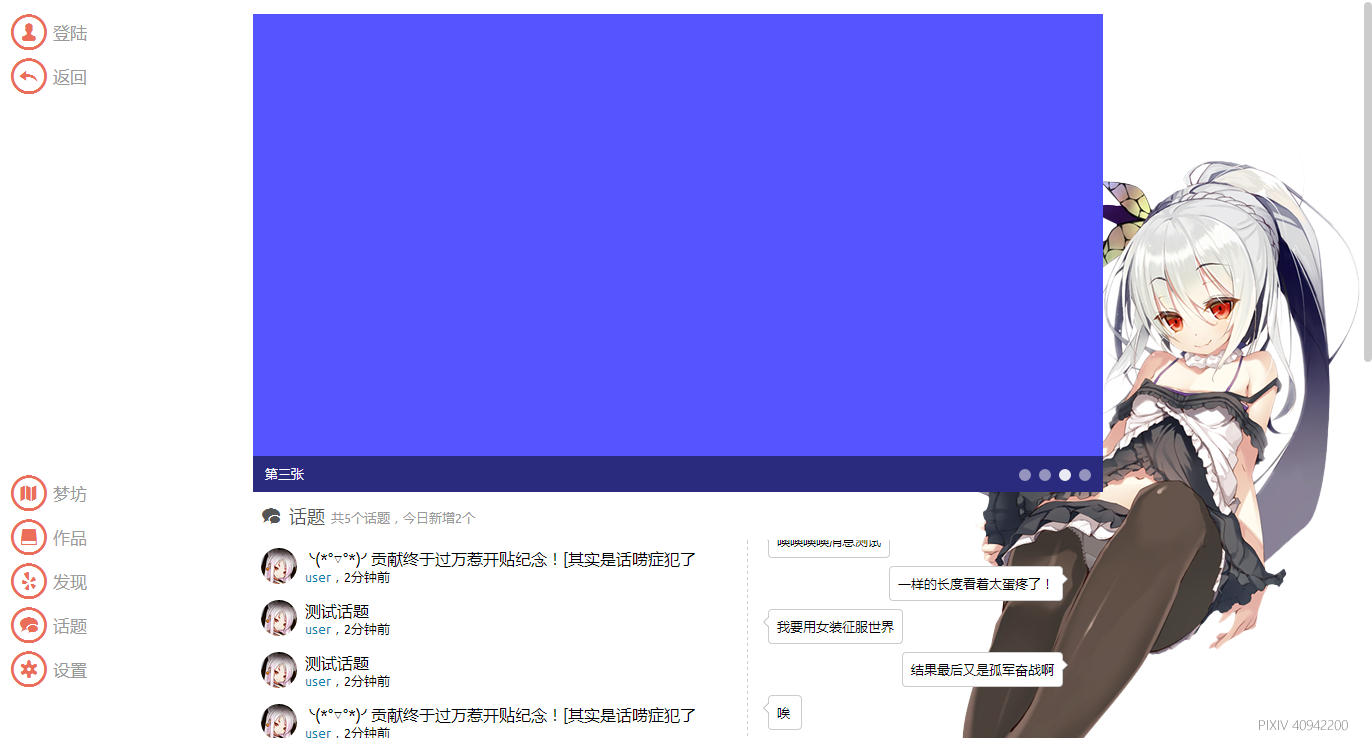 登陆
返回
梦坊
作品
发现
话题
设置
第三张
话题 共5个话题，今日新增2个
ヽ(*°▽°*)ノ 贡献终于过万惹开贴纪念！[其实是话唠症犯了
user，2分钟前
测试话题
user，2分钟前
测试话题
user，2分钟前
ヽ(*°▽°*)ノ 贡献终于过万惹开贴纪念！[其实是话唠症犯了
user，2分钟前
消息测试
一样的长度看着太蛋疼了！
我要用女装征服世界
结果最后又是孤军奋战啊
唉
PIXIV 40942200